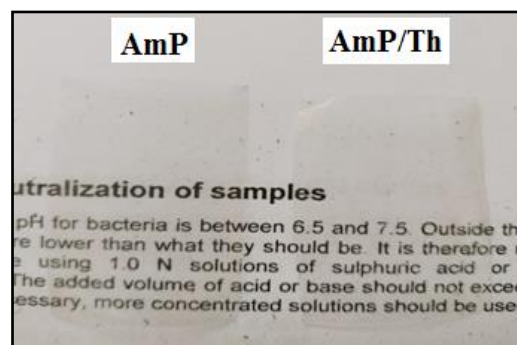 AmP AmP/Th
utralization of samples
pH for bacteria is between 6.5 and 7.5. Outside th
re lower than what they should be. It is therefore
e using 1.0 N solutions of sulphuric acid or
The added volume of acid or base should not excee
essary, more concentrated solutions should be use